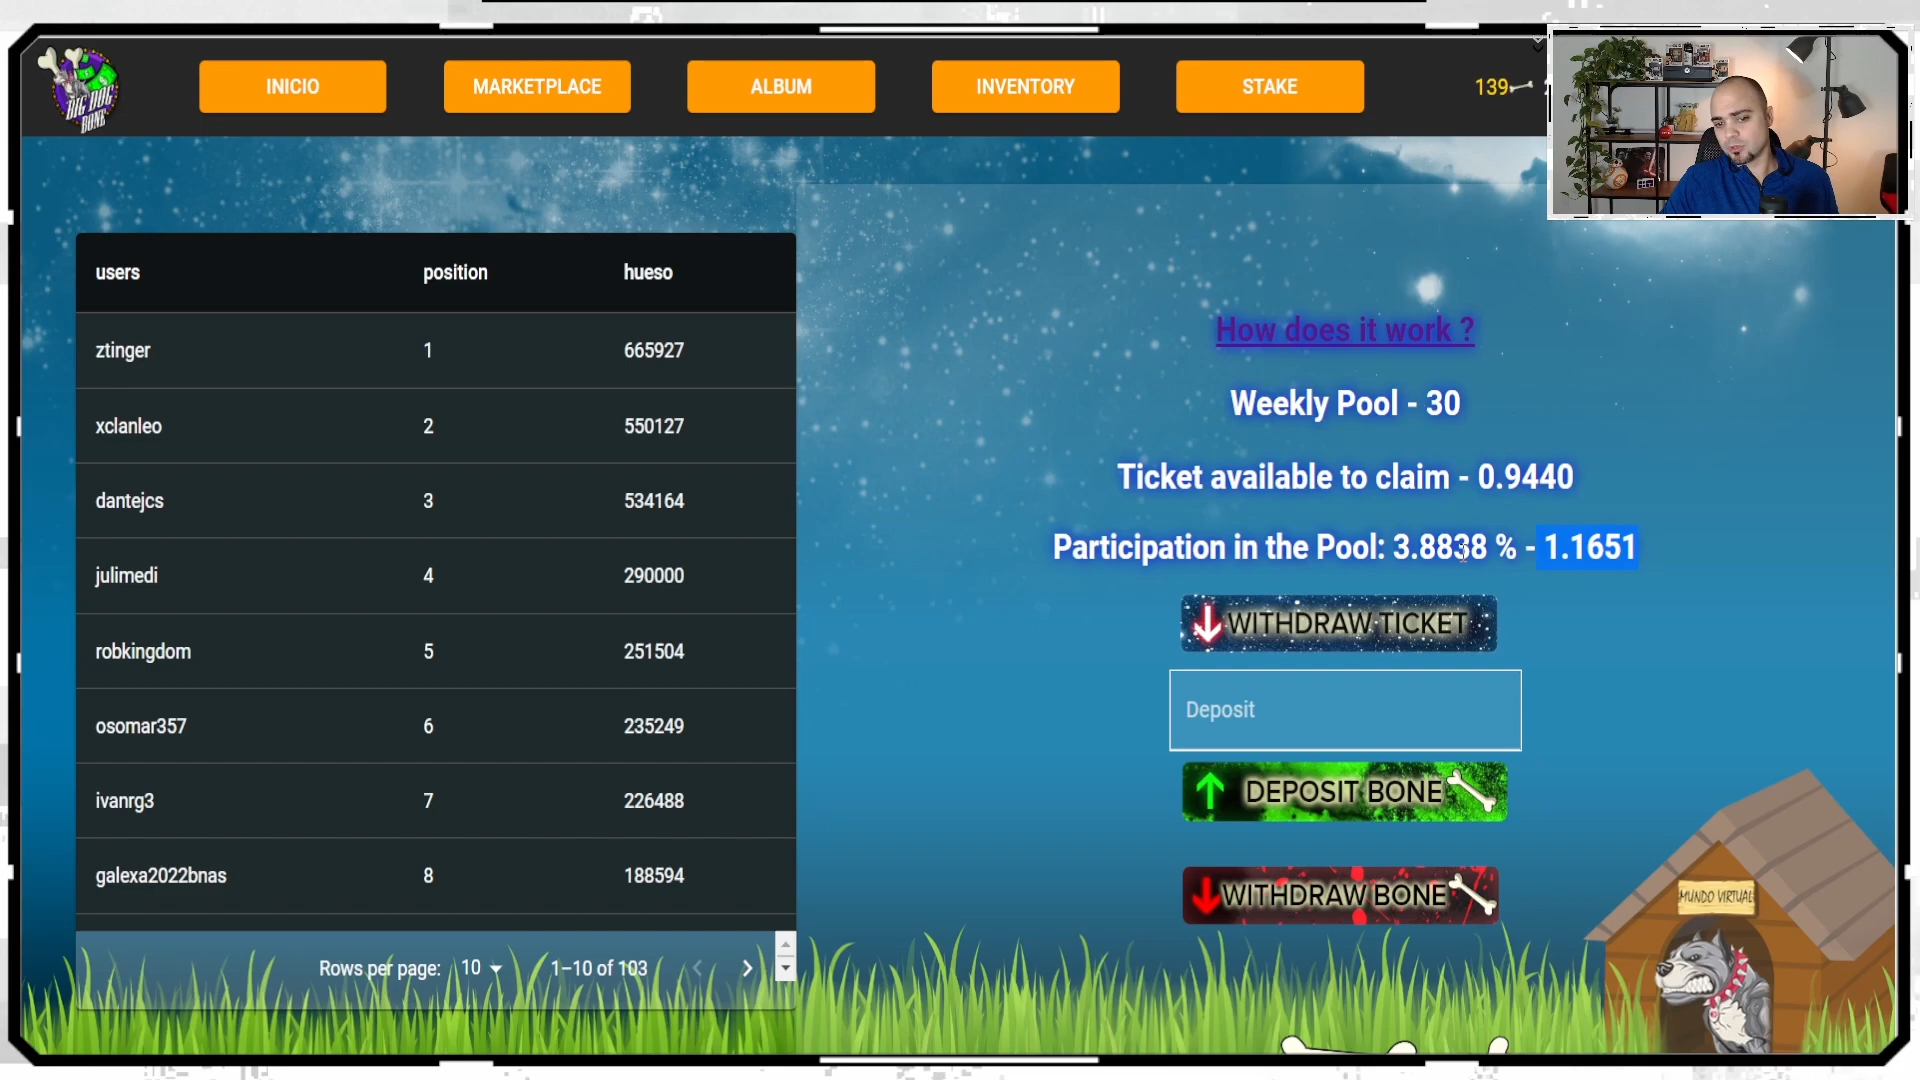 BIG DOG
BONE
INICIO
MARKETPLACE
ALBUM
INVENTORY
STAKE
139
users position hueso
ztinger 1 665927
xclanleo 2 550127
dantejcs 3 534164
julimedi 4 290000
robkingdom 5 251504
osomar357 6 235249
ivanrg3 7 226488
galexa2022bnas 8 188594
Rows per page: 10 1–10 of 103
How does it work ?
Weekly Pool - 30
Ticket available to claim - 0.9440
Participation in the Pool: 3.8838 % - 1.1651
WITHDRAW TICKET
Deposit
DEPOSIT BONE
WITHDRAW BONE
MUNDO VIRTUAL